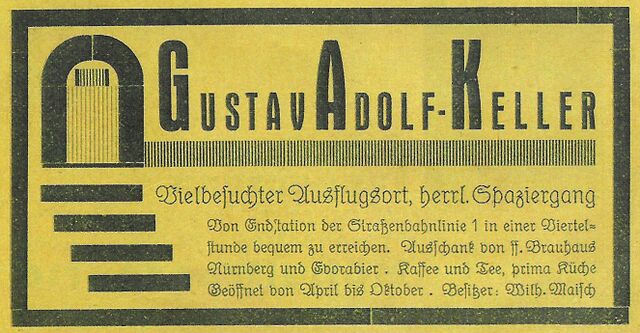 GUSTAV ADOLF-KELLER
Vielbesuchter Ausflugsort, herrl. Spaziergang
Von Endstation der Straßenbahnlinie 1 in einer Viertel-
stunde bequem zu erreichen. Ausschank von ff. Brauhaus
Nürnberg und Evorabier. Kaffee und Tee, prima Küche
Geöffnet von April bis Oktober. Besitzer: Wilh. Maisch